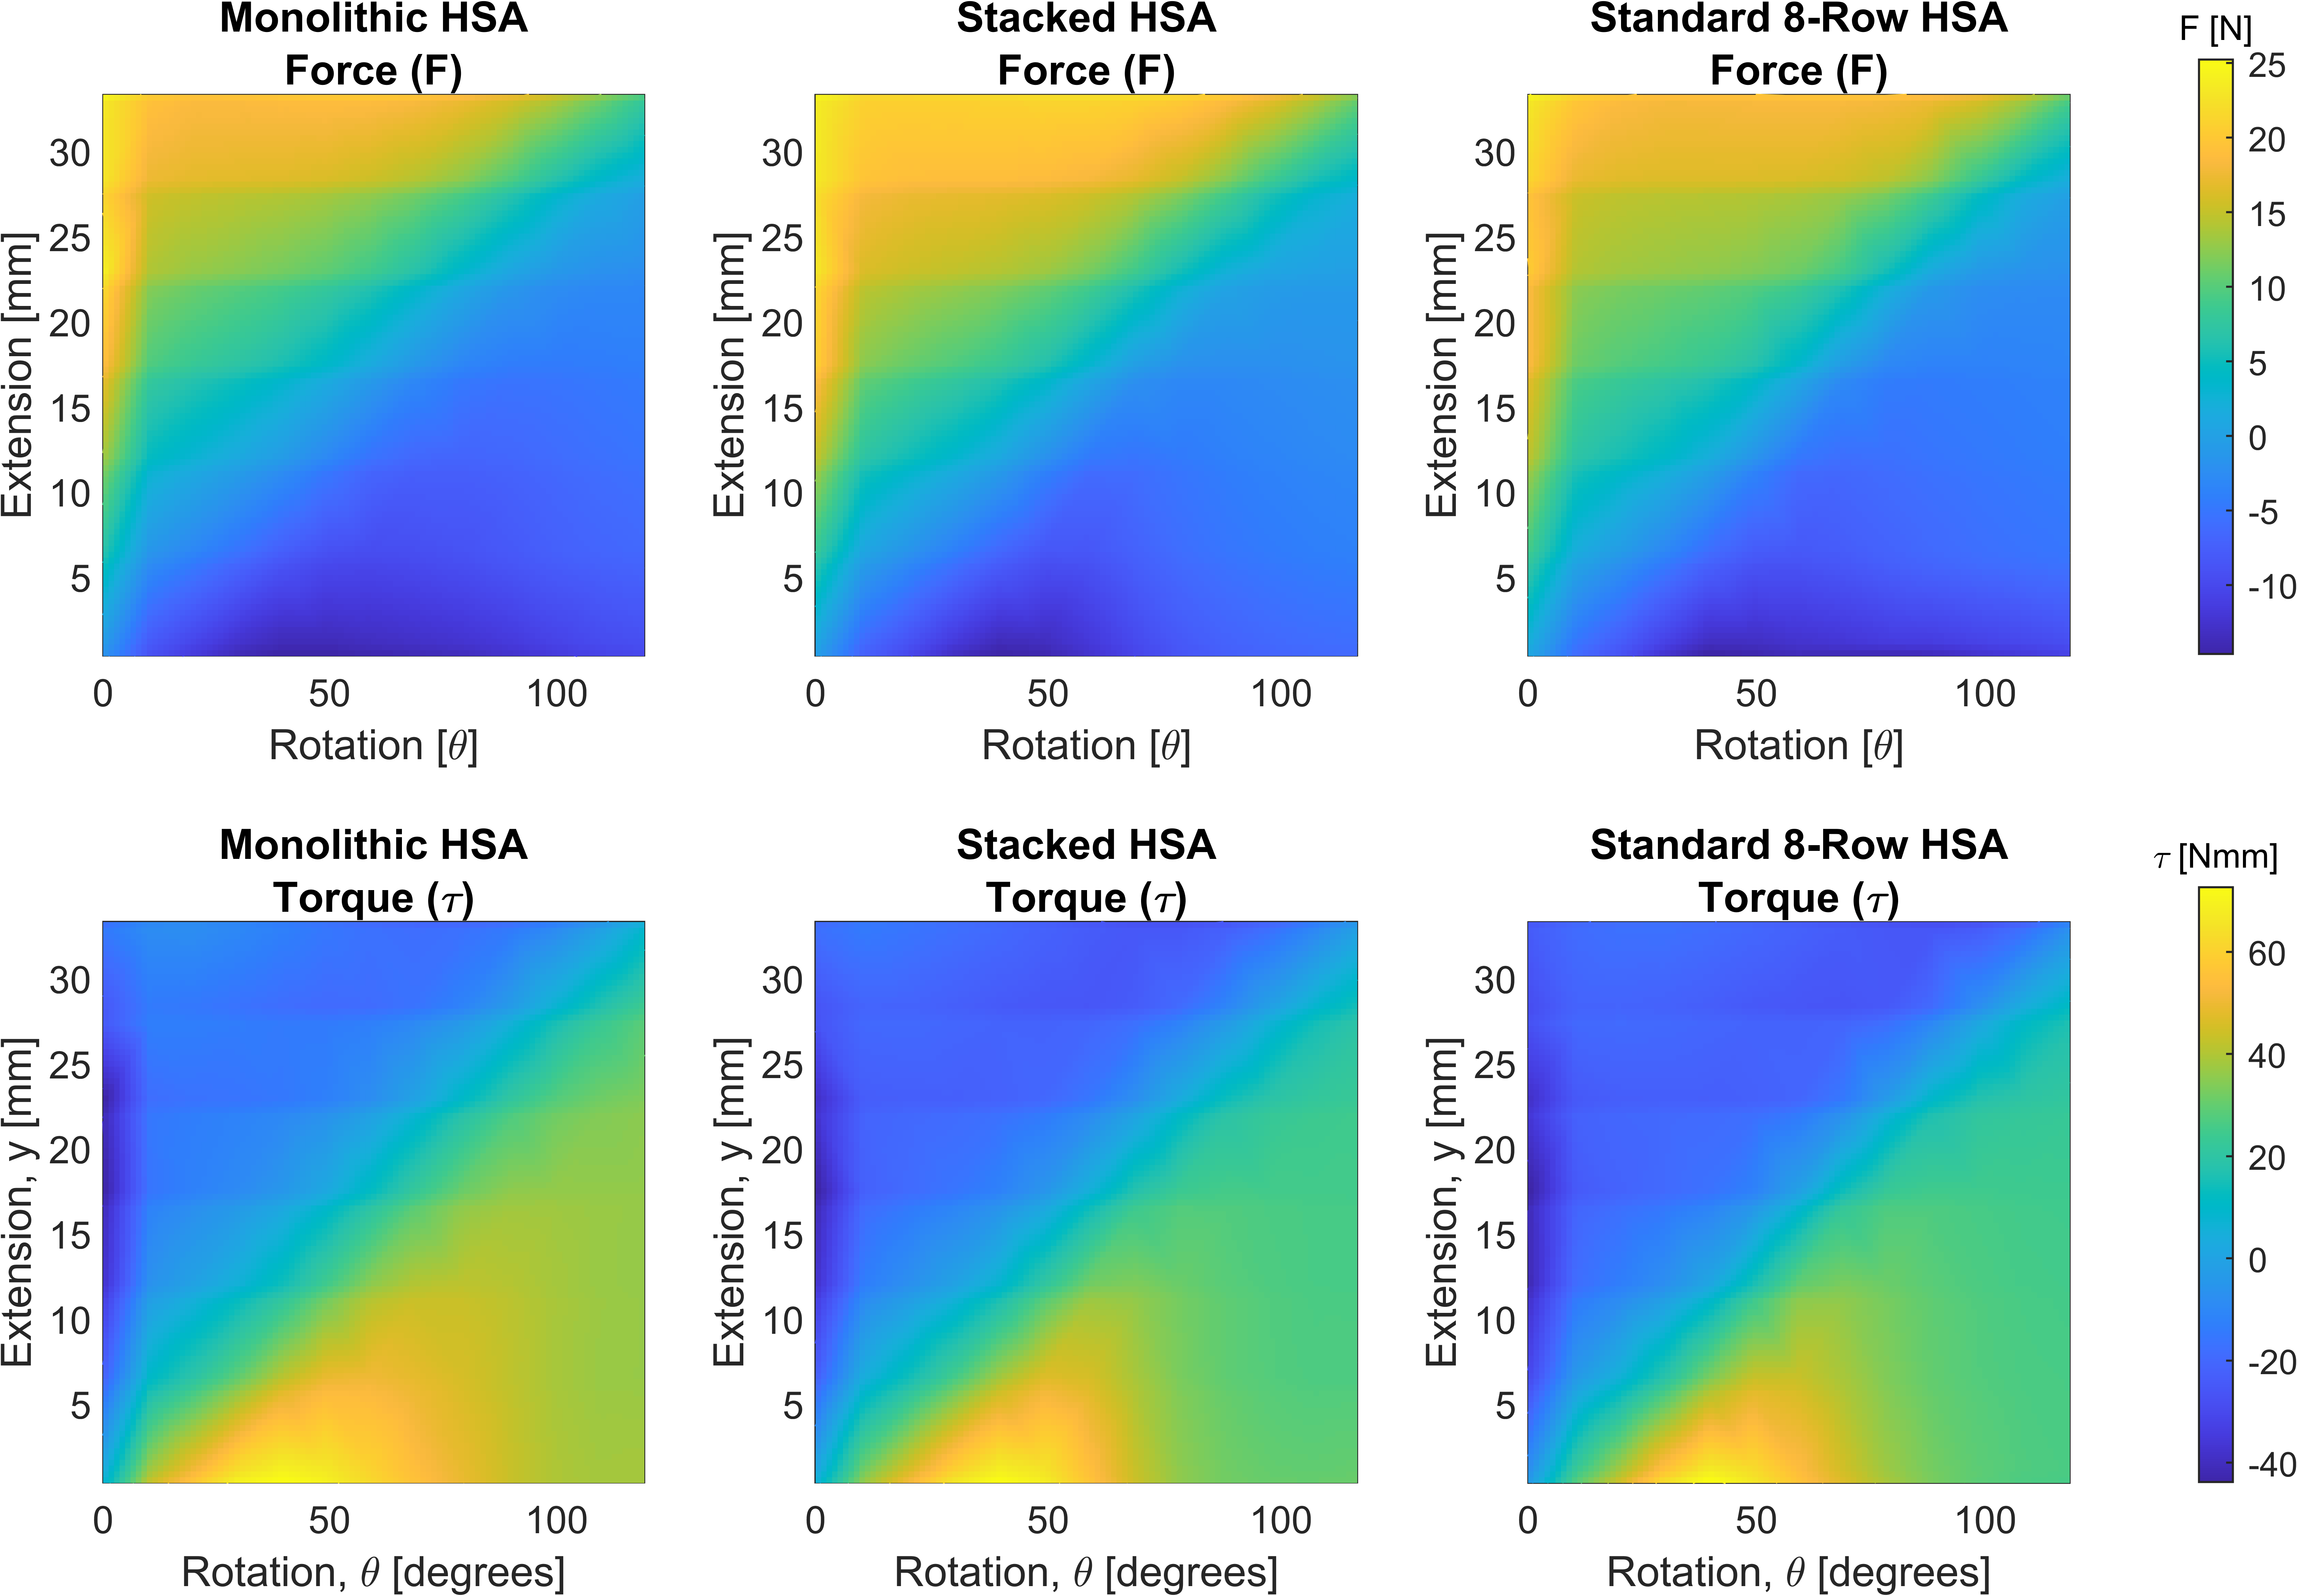 Monolithic HSA
Force (F)
Stacked HSA
Force (F)
Standard 8-Row HSA
Force (F)
F [N]
Extension [mm]
30
25
20
15
10
5
0 50 100
Rotation [θ]
Extension [mm]
30
25
20
15
10
5
0 50 100
Rotation [θ]
Extension [mm]
30
25
20
15
10
5
0 50 100
Rotation [θ]
25
20
15
10
5
0
-5
-10
Monolithic HSA
Torque (τ)
Stacked HSA
Torque (τ)
Standard 8-Row HSA
Torque (τ)
τ [Nmm]
Extension, y [mm]
30
25
20
15
10
5
0 50 100
Rotation, θ [degrees]
Extension, y [mm]
30
25
20
15
10
5
0 50 100
Rotation, θ [degrees]
Extension, y [mm]
30
25
20
15
10
5
0 50 100
Rotation, θ [degrees]
60
40
20
0
-20
-40